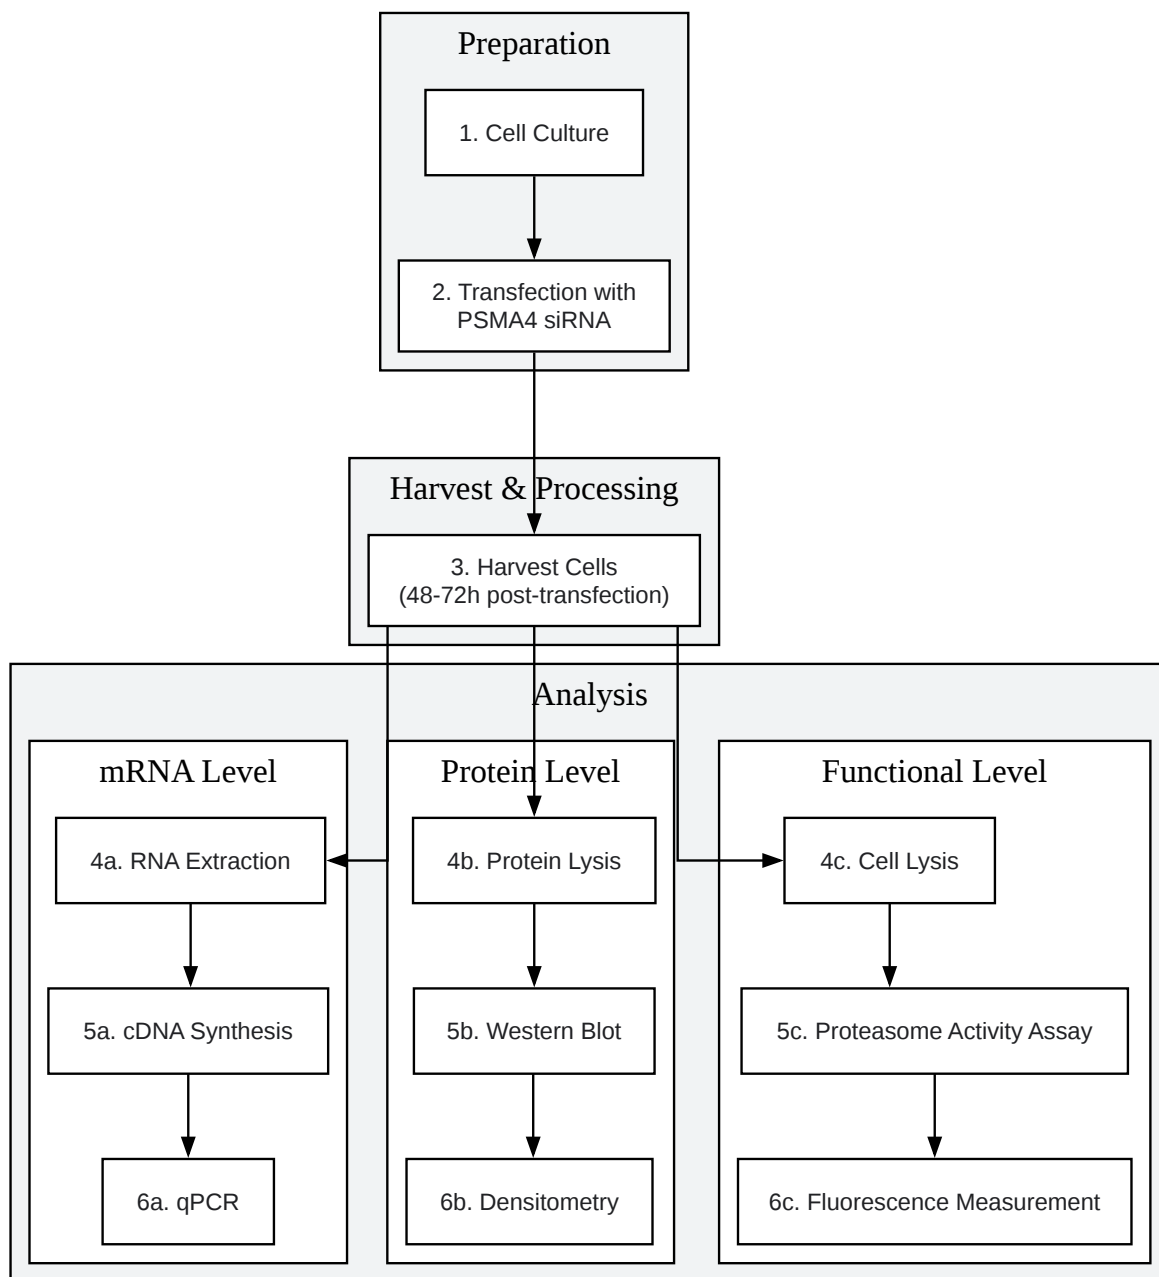 Preparation
1. Cell Culture
2. Transfection with
PSMA4 siRNA
Harvest & Processing
3. Harvest Cells
(48-72h post-transfection)
Analysis
mRNA Level
4a. RNA Extraction
5a. cDNA Synthesis
6a. qPCR
Protein Level
4b. Protein Lysis
5b. Western Blot
6b. Densitometry
Functional Level
4c. Cell Lysis
5c. Proteasome Activity Assay
6c. Fluorescence Measurement